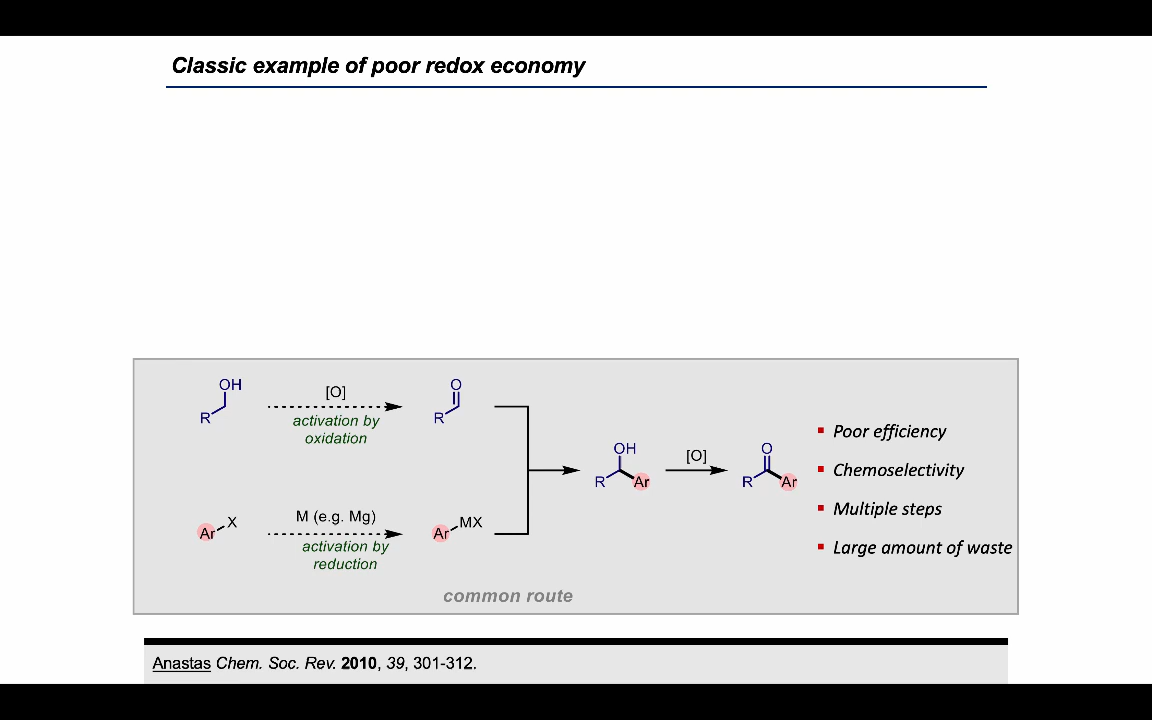 Classic example of poor redox economy
OH
R
[O]
activation by
oxidation
O
R
Ar
X
M (e.g. Mg)
activation by
reduction
Ar
MX
OH
R
Ar
[O]
O
R
Ar
▪ Poor efficiency
▪ Chemoselectivity
▪ Multiple steps
▪ Large amount of waste
common route
Anastas Chem. Soc. Rev. 2010, 39, 301-312.